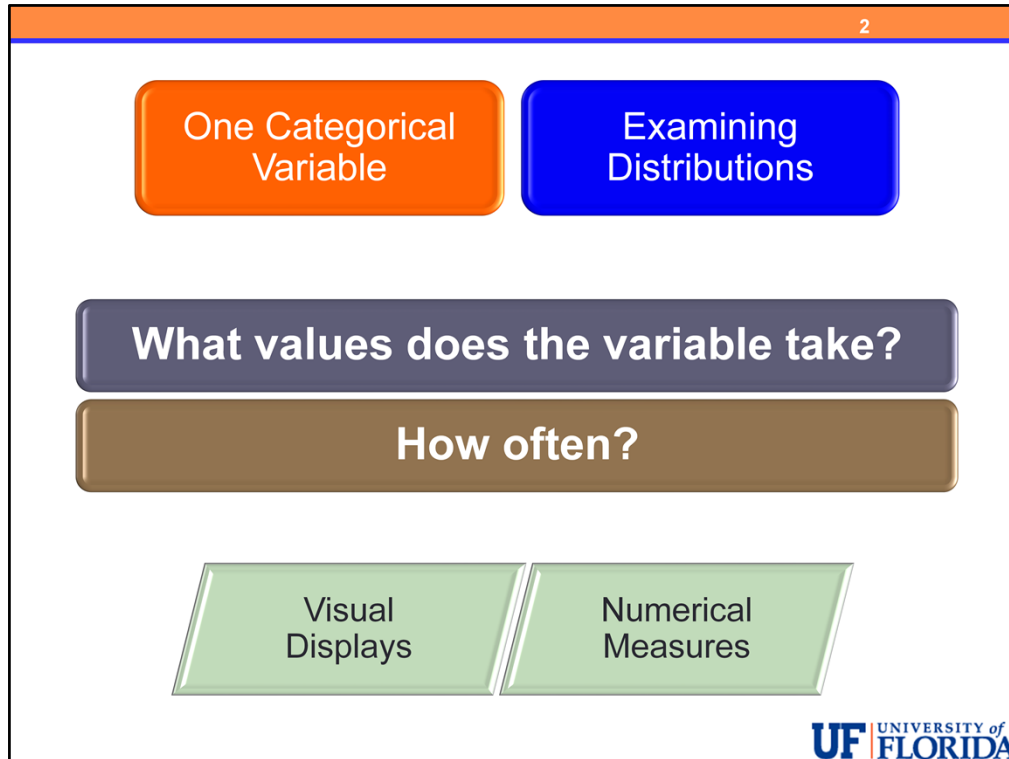 2
One Categorical
Variable
Examining
Distributions
What values does the variable take?
How often?
Visual
Displays
Numerical
Measures
UF UNIVERSITY of
FLORIDA